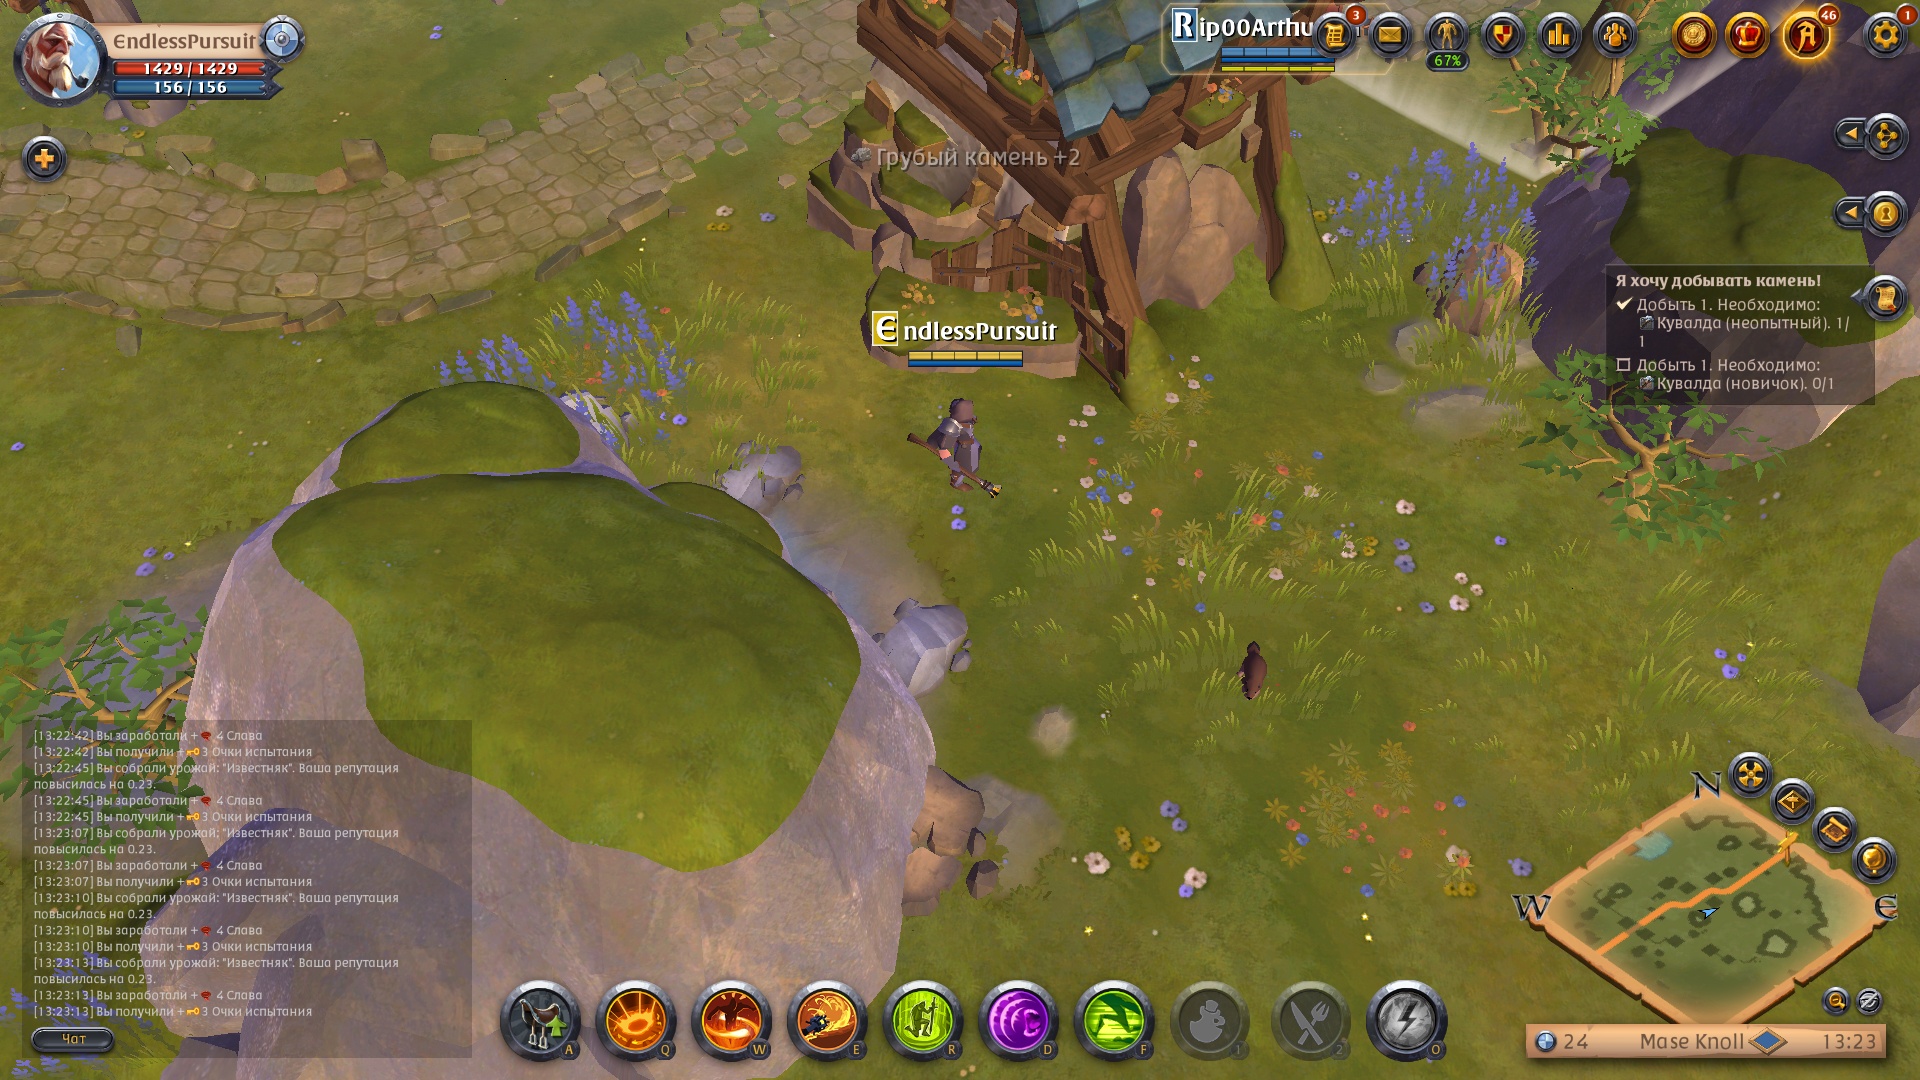 EndlessPursuit
1429 / 1429
156 / 156
Rip00Arthu
3
1
67%
46
1
Грубый камень +2
EndlessPursuit
Я хочу добывать камень!
Добыть 1. Необходимо:
Кувалда (неопытный). 1/
1
Добыть 1. Необходимо:
Кувалда (новичок). 0/1
[13:22:42] Вы заработали + 4 Слава
[13:22:42] Вы получили + 3 Очки испытания
[13:22:45] Вы собрали урожай: "Известняк". Ваша репутация
повысилась на 0.23.
[13:22:45] Вы заработали + 4 Слава
[13:22:45] Вы получили + 3 Очки испытания
[13:23:07] Вы собрали урожай: "Известняк". Ваша репутация
повысилась на 0.23.
[13:23:07] Вы заработали + 4 Слава
[13:23:07] Вы получили + 3 Очки испытания
[13:23:10] Вы собрали урожай: "Известняк". Ваша репутация
повысилась на 0.23.
[13:23:10] Вы заработали + 4 Слава
[13:23:10] Вы получили + 3 Очки испытания
[13:23:13] Вы собрали урожай: "Известняк". Ваша репутация
повысилась на 0.23.
[13:23:13] Вы заработали + 4 Слава
[13:23:13] Вы получили + 3 Очки испытания
Чат
A
Q
W
E
R
D
F
1
2
O
N
W
E
24
Mase Knoll
13:23